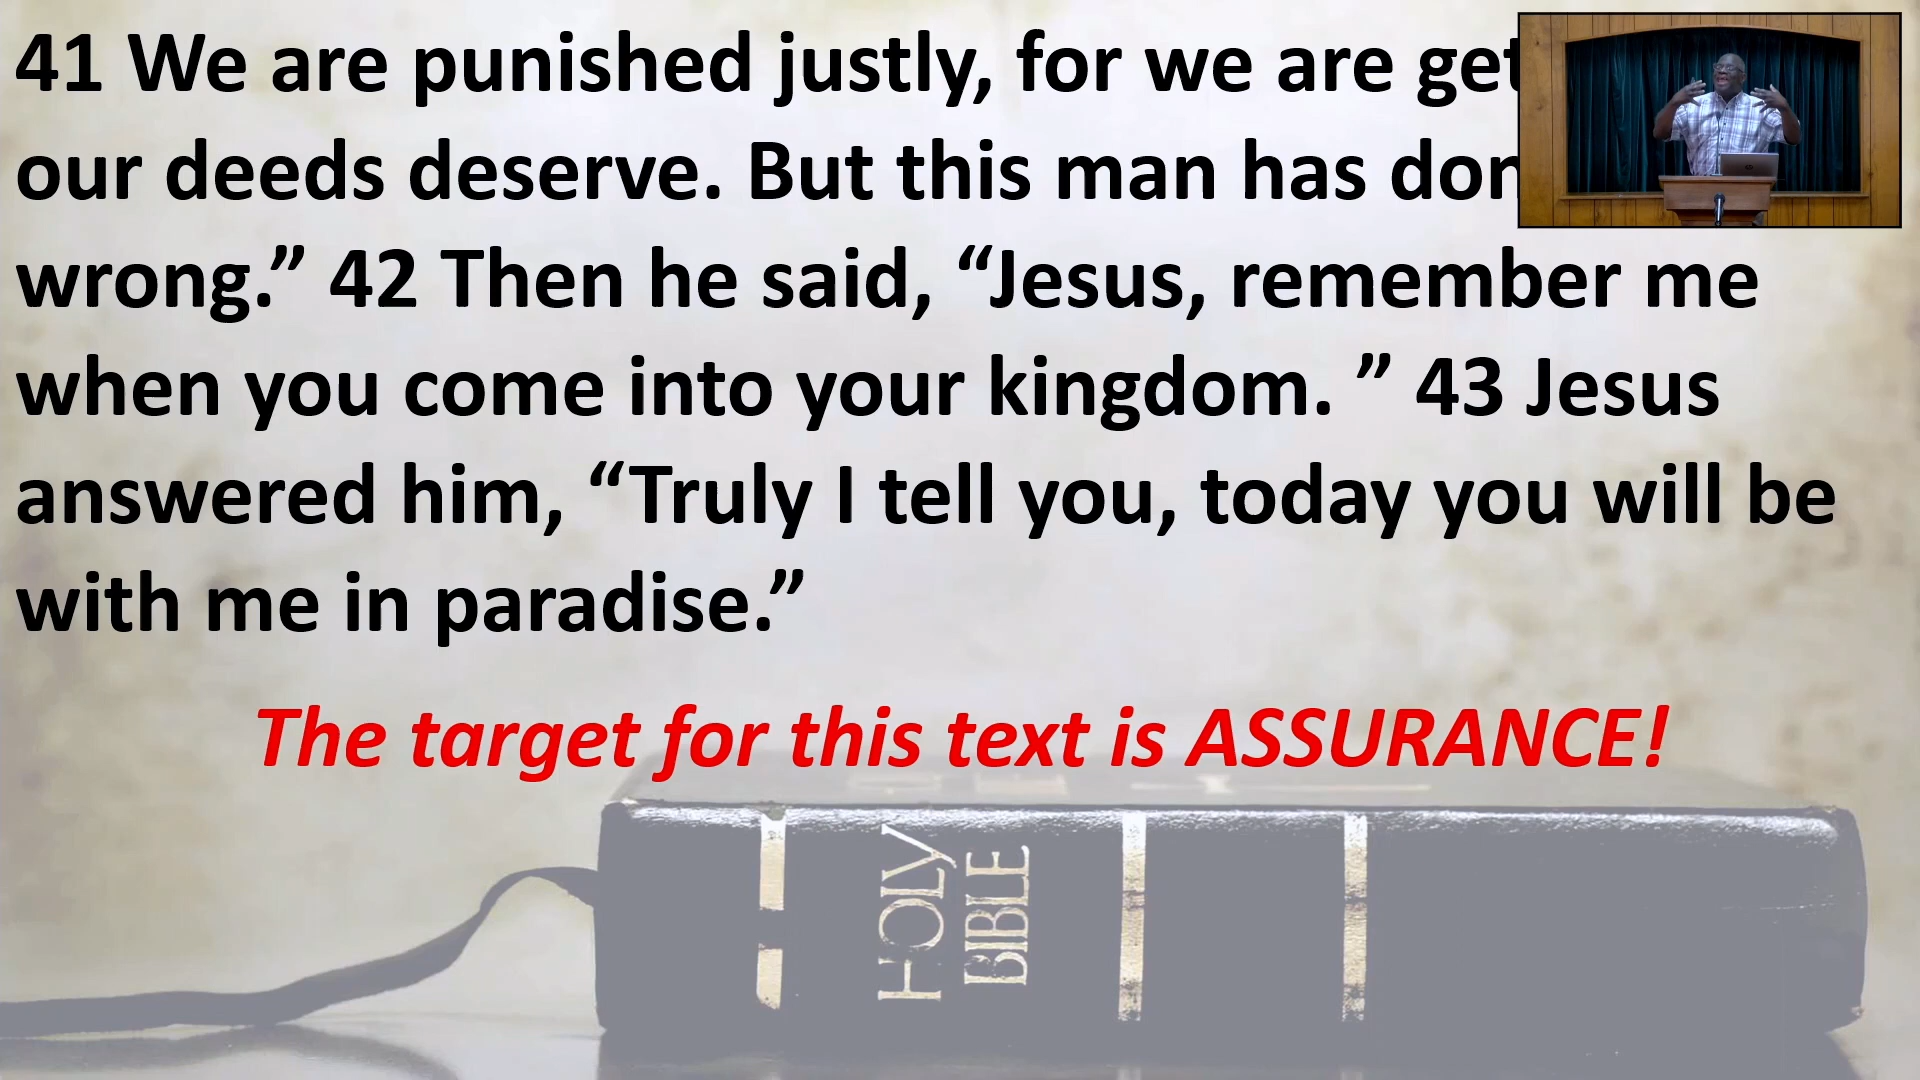 41 We are punished justly, for we are get
our deeds deserve. But this man has don
wrong.” 42 Then he said, “Jesus, remember me
when you come into your kingdom. ” 43 Jesus
answered him, “Truly I tell you, today you will be
with me in paradise.”
The target for this text is ASSURANCE!
HOLY
BIBLE